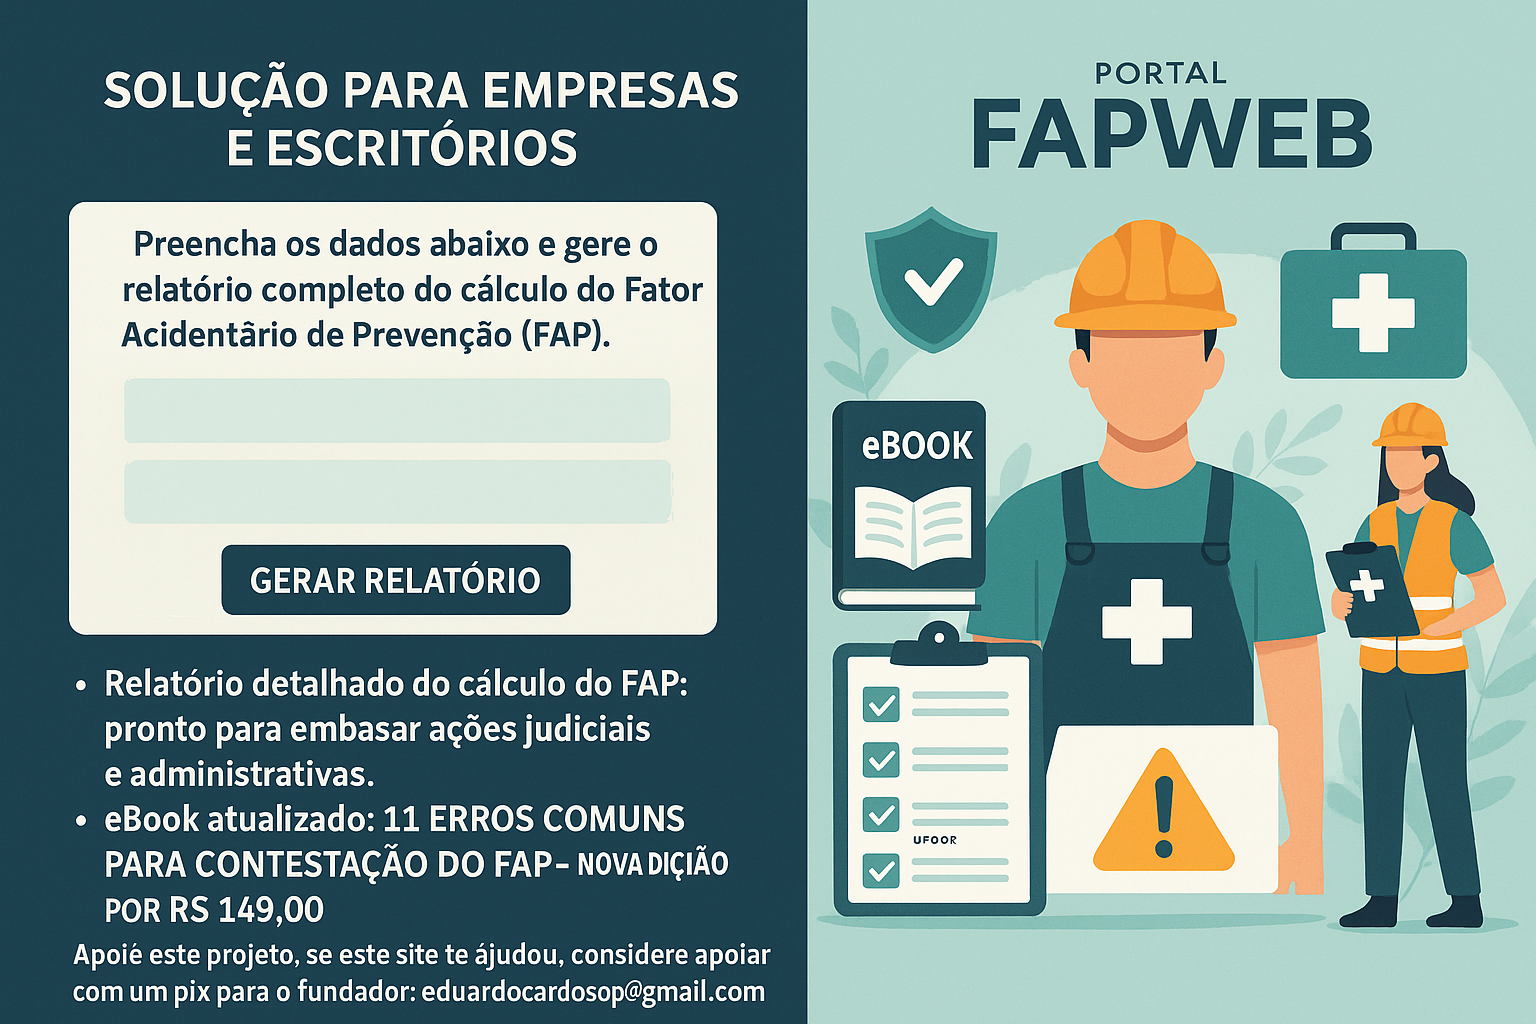 SOLUÇÃO PARA EMPRESAS
E ESCRITÓRIOS
Preencha os dados abaixo e gere o
relatório completo do cálculo do Fator
Acidentârio de Prevenção (FAP).
GERAR RELATÓRIO
• Relatório detalhado do cálculo do FAP:
pronto para embasar ações judiciais
e administrativas.
• eBook atualizado: 11 ERROS COMUNS
PARA CONTESTAÇÃO DO FAP– NOVA DIÇIÃO
POR RS 149,00
Apoié este projeto, se este site te ájudou, considere apoiar
com um pix para o fundador: eduardocardosop@gmail.com
PORTAL
FAPWEB
eBOOK
UFOOR